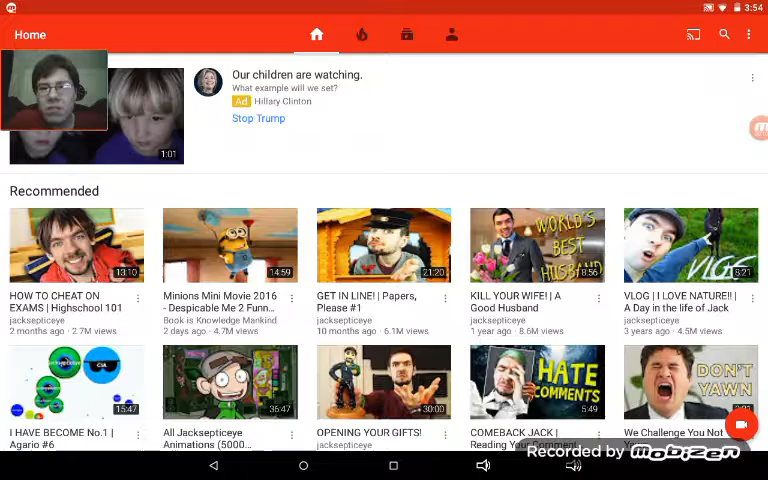 3:54
Home
Our children are watching.
What example will we set?
Ad Hillary Clinton
Stop Trump
1:01
Recommended
13:10
14:59
21:20
WORLD'S BEST HUSBAND
8:56
VLOG
8:21
HOW TO CHEAT ON EXAMS | Highschool 101
jacksepticeye
2 months ago · 2.7M views
Minions Mini Movie 2016 - Despicable Me 2 Funn...
Book is Knowledge Mankind
2 days ago · 4.7M views
GET IN LINE! | Papers, Please #1
jacksepticeye
10 months ago · 6.1M views
KILL YOUR WIFE! | A Good Husband
jacksepticeye
1 year ago · 8.6M views
VLOG | I LOVE NATURE!! | A Day in the life of Jack
jacksepticeye
3 years ago · 4.5M views
CIA
15:47
36:47
30:00
HATE COMMENTS
5:49
DON'T YAWN
I HAVE BECOME No.1 | Agario #6
All Jacksepticeye Animations (5000...
OPENING YOUR GIFTS!
jacksepticeye
COMEBACK JACK | Reading Your Comment
We Challenge You Not
Recorded by mobizen